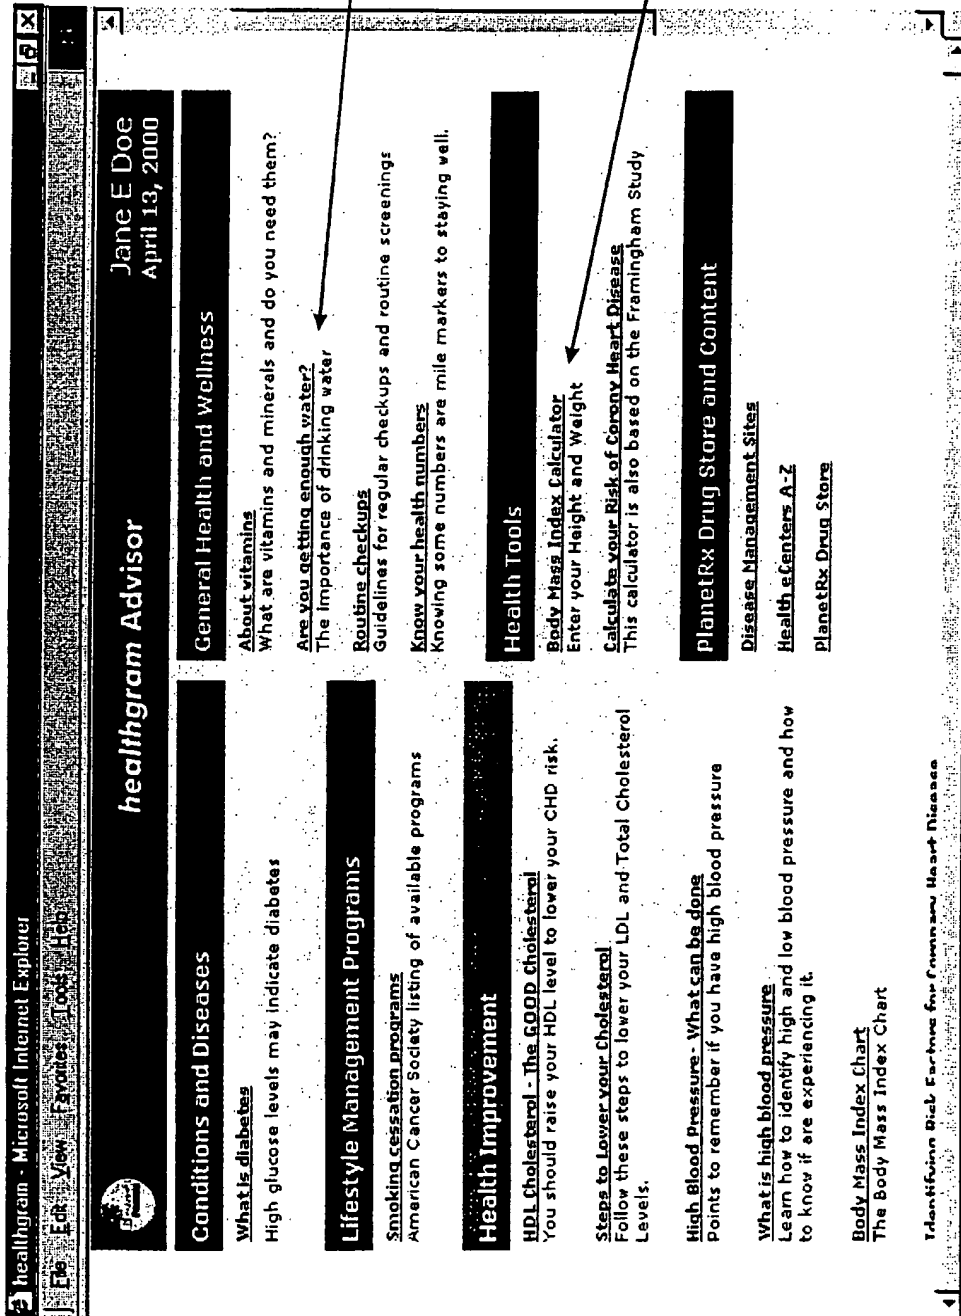 healthgram - Microsoft Internet Explorer
File Edit View Favorites Tools Help
healthgram Advisor
Jane E Doe
April 13, 2000
Conditions and Diseases
What is diabetes
High glucose levels may indicate diabetes
Lifestyle Management Programs
Smoking cessation programs
American Cancer Society listing of available programs
Health Improvement
HDL Cholesterol - The GOOD Cholesterol
You should raise your HDL level to lower your CHD risk.
Steps to Lower your Cholesterol
Follow these steps to lower your LDL and Total Cholesterol
Levels.
High Blood Pressure- What can be done
Points to remember if you have high blood pressure
What is high blood pressure
Learn how to identify high and low blood pressure and how
to know if are experiencing it.
Body Mass Index Chart
The Body Mass Index Chart
Identifying Risk Factors for Coronary Heart Disease
General Health and Wellness
About vitamins
What are vitamins and minerals and do you need them?
Are you getting enough water?
The importance of drinking water
Routine checkups
Guidelines for regular checkups and routine screenings
Know your health numbers
Knowing some numbers are mile markers to staying well.
Health Tools
Body Mass Index Calculator
Enter your Height and Weight
Calculate your Risk of Corony Heart Disease
This calculator is also based on the Framingham Study
PlanetRx Drug Store and Content
Disease Management Sites
Health eCenters A-Z
PlanetRx Drug Store